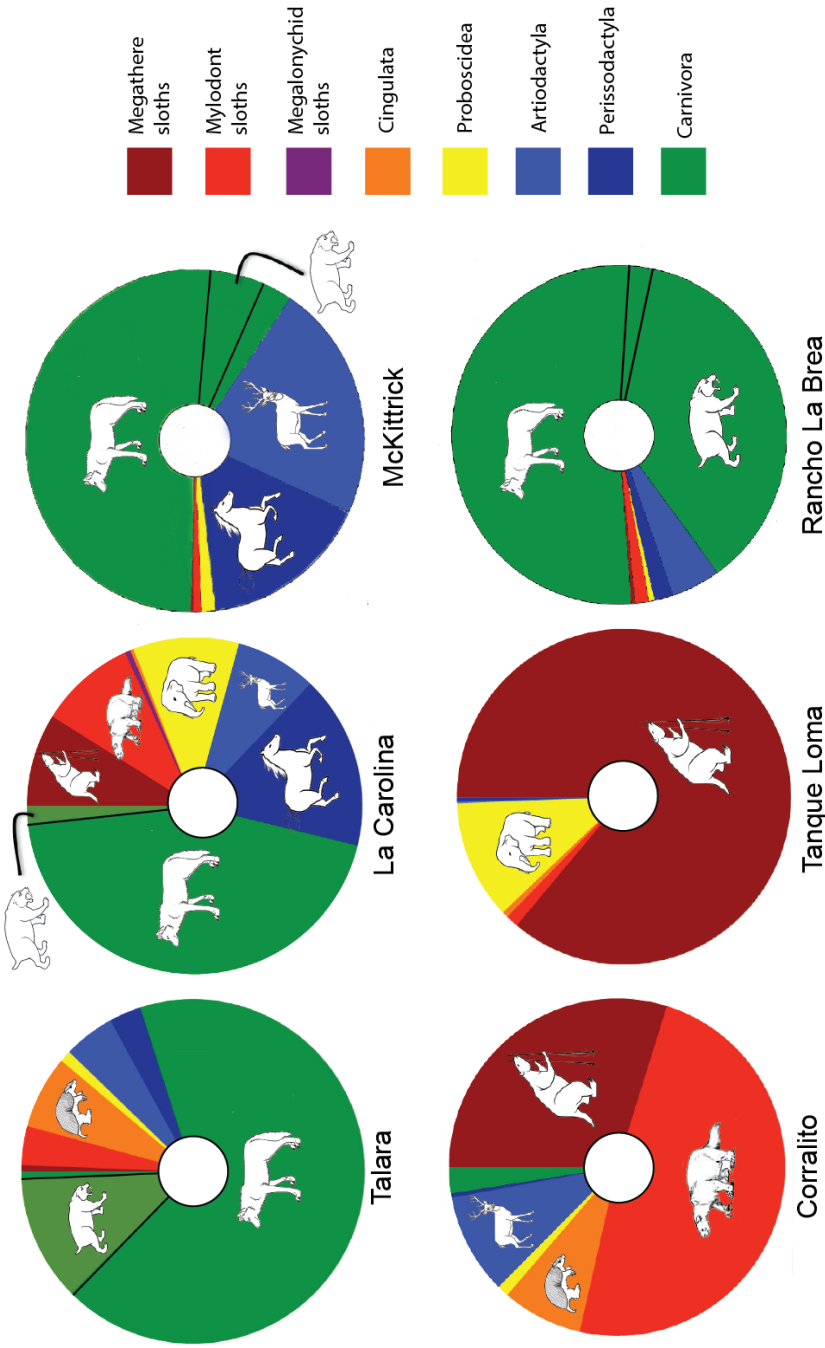 Talara
La Carolina
McKittrick
Corralito
Tanque Loma
Rancho La Brea
Megathere
sloths
Mylodont
sloths
Megalonychid
sloths
Cingulata
Proboscidea
Artiodactyla
Perissodactyla
Carnivora